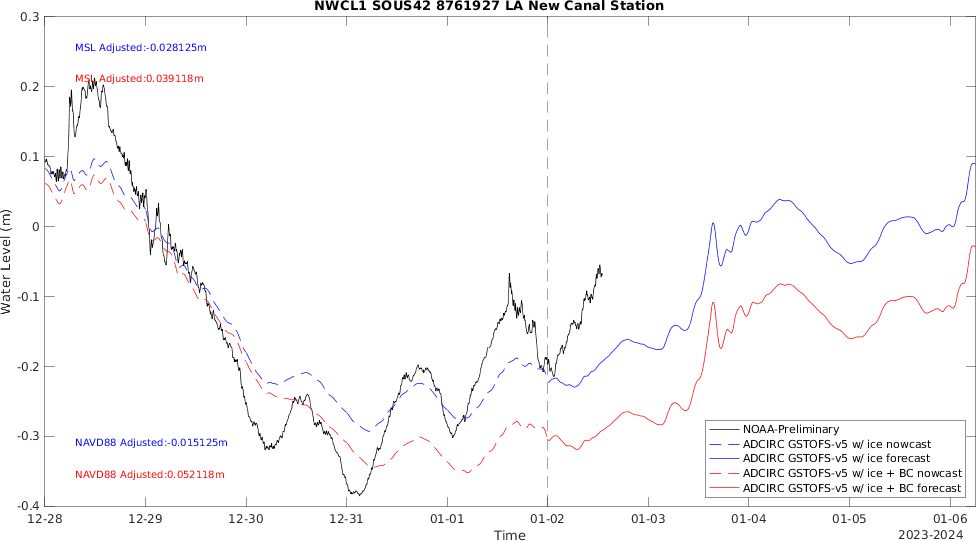 NWCL1 SOUS42 8761927 LA New Canal Station
MSL Adjusted:-0.028125m
MSL Adjusted:0.039118m
NAVD88 Adjusted:-0.015125m
NAVD88 Adjusted:0.052118m
Water Level (m)
0.3
0.2
0.1
0
-0.1
-0.2
-0.3
-0.4
NOAA-Preliminary
ADCIRC GSTOFS-v5 w/ ice nowcast
ADCIRC GSTOFS-v5 w/ ice forecast
ADCIRC GSTOFS-v5 w/ ice + BC nowcast
ADCIRC GSTOFS-v5 w/ ice + BC forecast
12-28 12-29 12-30 12-31 01-01 01-02 01-03 01-04 01-05 01-06
Time
2023-2024